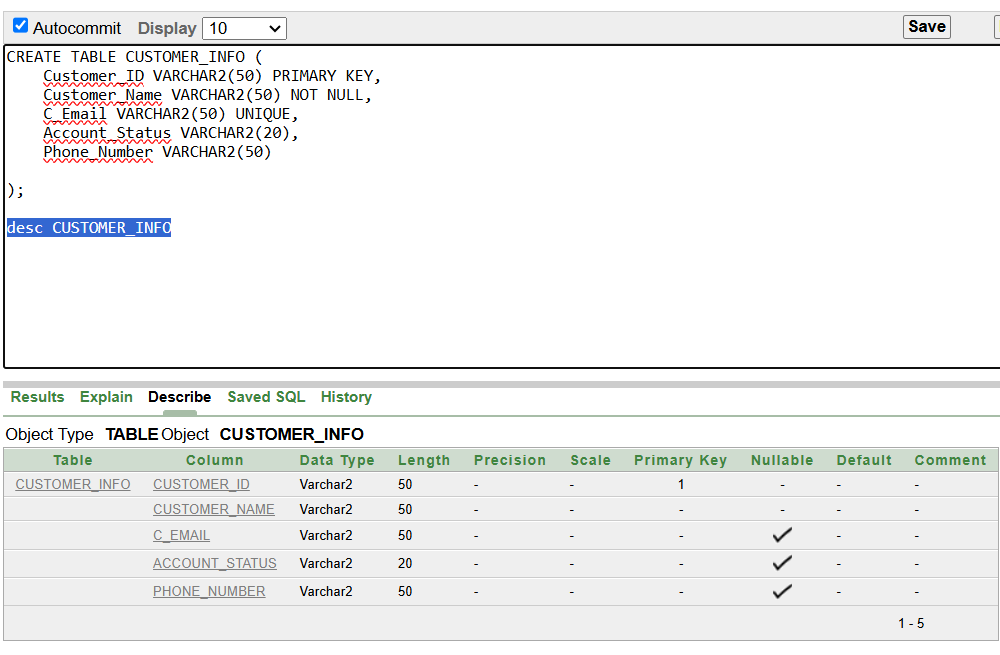 Autocommit Display 10 Save
CREATE TABLE CUSTOMER_INFO (
Customer_ID VARCHAR2(50) PRIMARY KEY,
Customer_Name VARCHAR2(50) NOT NULL,
C_Email VARCHAR2(50) UNIQUE,
Account_Status VARCHAR2(20),
Phone_Number VARCHAR2(50)
);
desc CUSTOMER_INFO
Results Explain Describe Saved SQL History
Object Type TABLE Object CUSTOMER_INFO
Table Column Data Type Length Precision Scale Primary Key Nullable Default Comment
CUSTOMER_INFO CUSTOMER_ID Varchar2 50 - - 1 - - -
CUSTOMER_NAME Varchar2 50 - - - - - -
C_EMAIL Varchar2 50 - - - ✓ - -
ACCOUNT_STATUS Varchar2 20 - - - ✓ - -
PHONE_NUMBER Varchar2 50 - - - ✓ - -
1 - 5